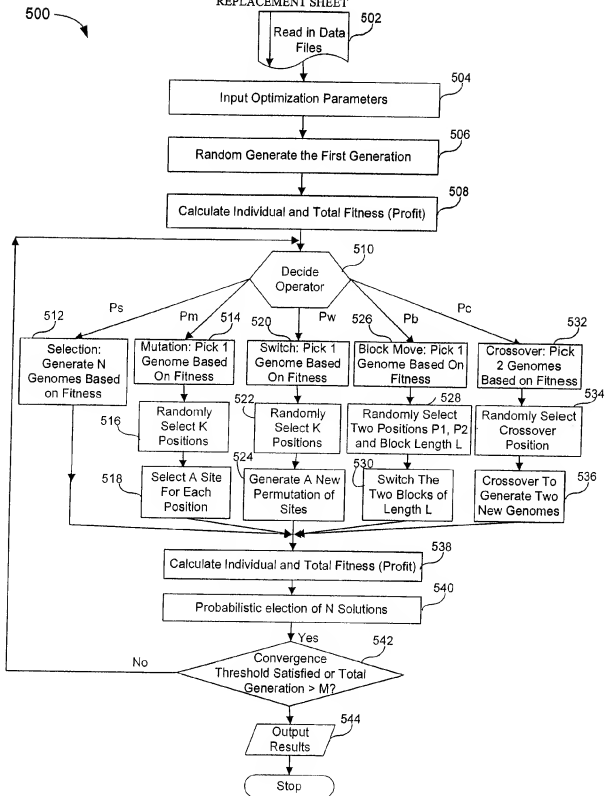 REPLACEMENT SHEET
500
502
Read in Data
Files
504
Input Optimization Parameters
506
Random Generate the First Generation
508
Calculate Individual and Total Fitness (Profit)
510
Decide
Operator
Ps
Pm
Pw
Pb
Pc
512
Selection:
Generate N
Genomes Based
on Fitness
514
Mutation: Pick 1
Genome Based
On Fitness
516
Randomly
Select K
Positions
518
Select A Site
For Each
Position
520
Switch: Pick 1
Genome Based
On Fitness
522
Randomly
Select K
Positions
524
Generate A New
Permutation of
Sites
526
Block Move: Pick 1
Genome Based On
Fitness
528
Randomly Select
Two Positions P1, P2
and Block Length L
530
Switch The
Two Blocks of
Length L
532
Crossover: Pick
2 Genomes
Based on Fitness
534
Randomly Select
Crossover
Position
536
Crossover To
Generate Two
New Genomes
538
Calculate Individual and Total Fitness (Profit)
540
Probabilistic election of N Solutions
Yes
542
No
Convergence
Threshold Satisfied or Total
Generation > M?
544
Output
Results
Stop